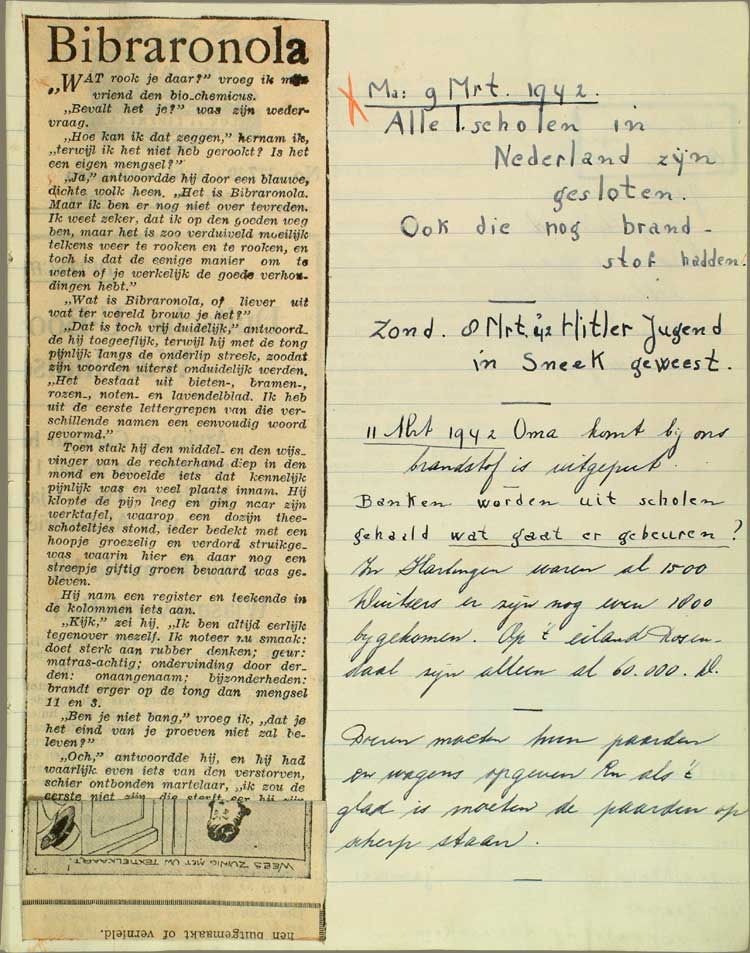 Bibraronola
„WAT rook je daar?” vroeg ik mijn
vriend den bio-chemicus.
„Bevalt het je?” was zijn weder-
vraag.
„Hoe kan ik dat zeggen,” hernam ik,
„terwijl ik het niet heb gerookt? Is het
een eigen mengsel?”
„Ja,” antwoordde hij door een blauwe,
dichte wolk heen. „Het is Bibraronola.
Maar ik ben er nog niet over tevreden.
Ik weet zeker, dat ik op den goeden weg
ben, maar het is zoo verduiveld moeilijk
telkens weer te rooken en te rooken, en
toch is dat de eenige manier om te
weten of je werkelijk de goede verhou-
dingen hebt.”
„Wat is Bibraronola, of liever uit
wat ter wereld brouw je het?”
„Dat is toch vrij duidelijk,” antwoord-
de hij toegeeflijk, terwijl hij met de tong
pijnlijk langs de onderlip streek, zoodat
zijn woorden uiterst onduidelijk werden.
„Het bestaat uit bieten-, bramen-,
rozen-, noten- en lavendelblad. Ik heb
uit de eerste lettergrepen van die ver-
schillende namen een eenvoudig woord
gevormd.”
Toen stak hij den middel- en den wijs-
vinger van de rechterhand diep in den
mond en bevoelde iets dat kennelijk
pijnlijk was en veel plaats innam. Hij
klopte de pijp leeg en ging naar zijn
werktafel, waarop een dozijn thee-
schoteltjes stond, ieder bedekt met een
hoopje groezelig en verdord struikge-
was waarin hier en daar nog een
streepje giftig groen bewaard was ge-
bleven.
Hij nam een register en teekende in
de kolommen iets aan.
„Kijk,” zei hij. „Ik ben altijd eerlijk
tegenover mezelf. Ik noteer nu smaak:
doet sterk aan rubber denken; geur:
matras-achtig; ondervinding door der-
den: onaangenaam; bijzonderheden:
brandt erger op de tong dan mengsel
11 en 3.
„Ben je niet bang,” vroeg ik, „dat je
het eind van je proeven niet zal be-
leven?”
„Och,” antwoordde hij, en hij had
waarlijk even iets van den verstorven,
schier ontbonden martelaar, „ik zou de
eerste niet zijn, die sterft eer hij zijn
WEES ZUINIG MET UW TEXTIELKAART!
nen buitgemaakt of vernield.
Ma: 9 Mrt. 1942.
Alle l. scholen in
Nederland zijn
gesloten.
Ook die nog brand-
stof hadden.
Zond. 8 Mrt. '42 Hitler Jugend
in Sneek geweest.
11 Mrt 1942 Oma komt bij ons
brandstof is uitgeput.
Banken worden uit scholen
gehaald wat gaat er gebeuren?
In Harlingen waren al 1500
Duitsers er zijn nog even 1800
bijgekomen. Op 't eiland Rosen-
daal zijn alleen al 60.000. D.
Boeren moeten hun paarden
en wagens opgeven En als 't
glad is moeten de paarden op
scherp staan.